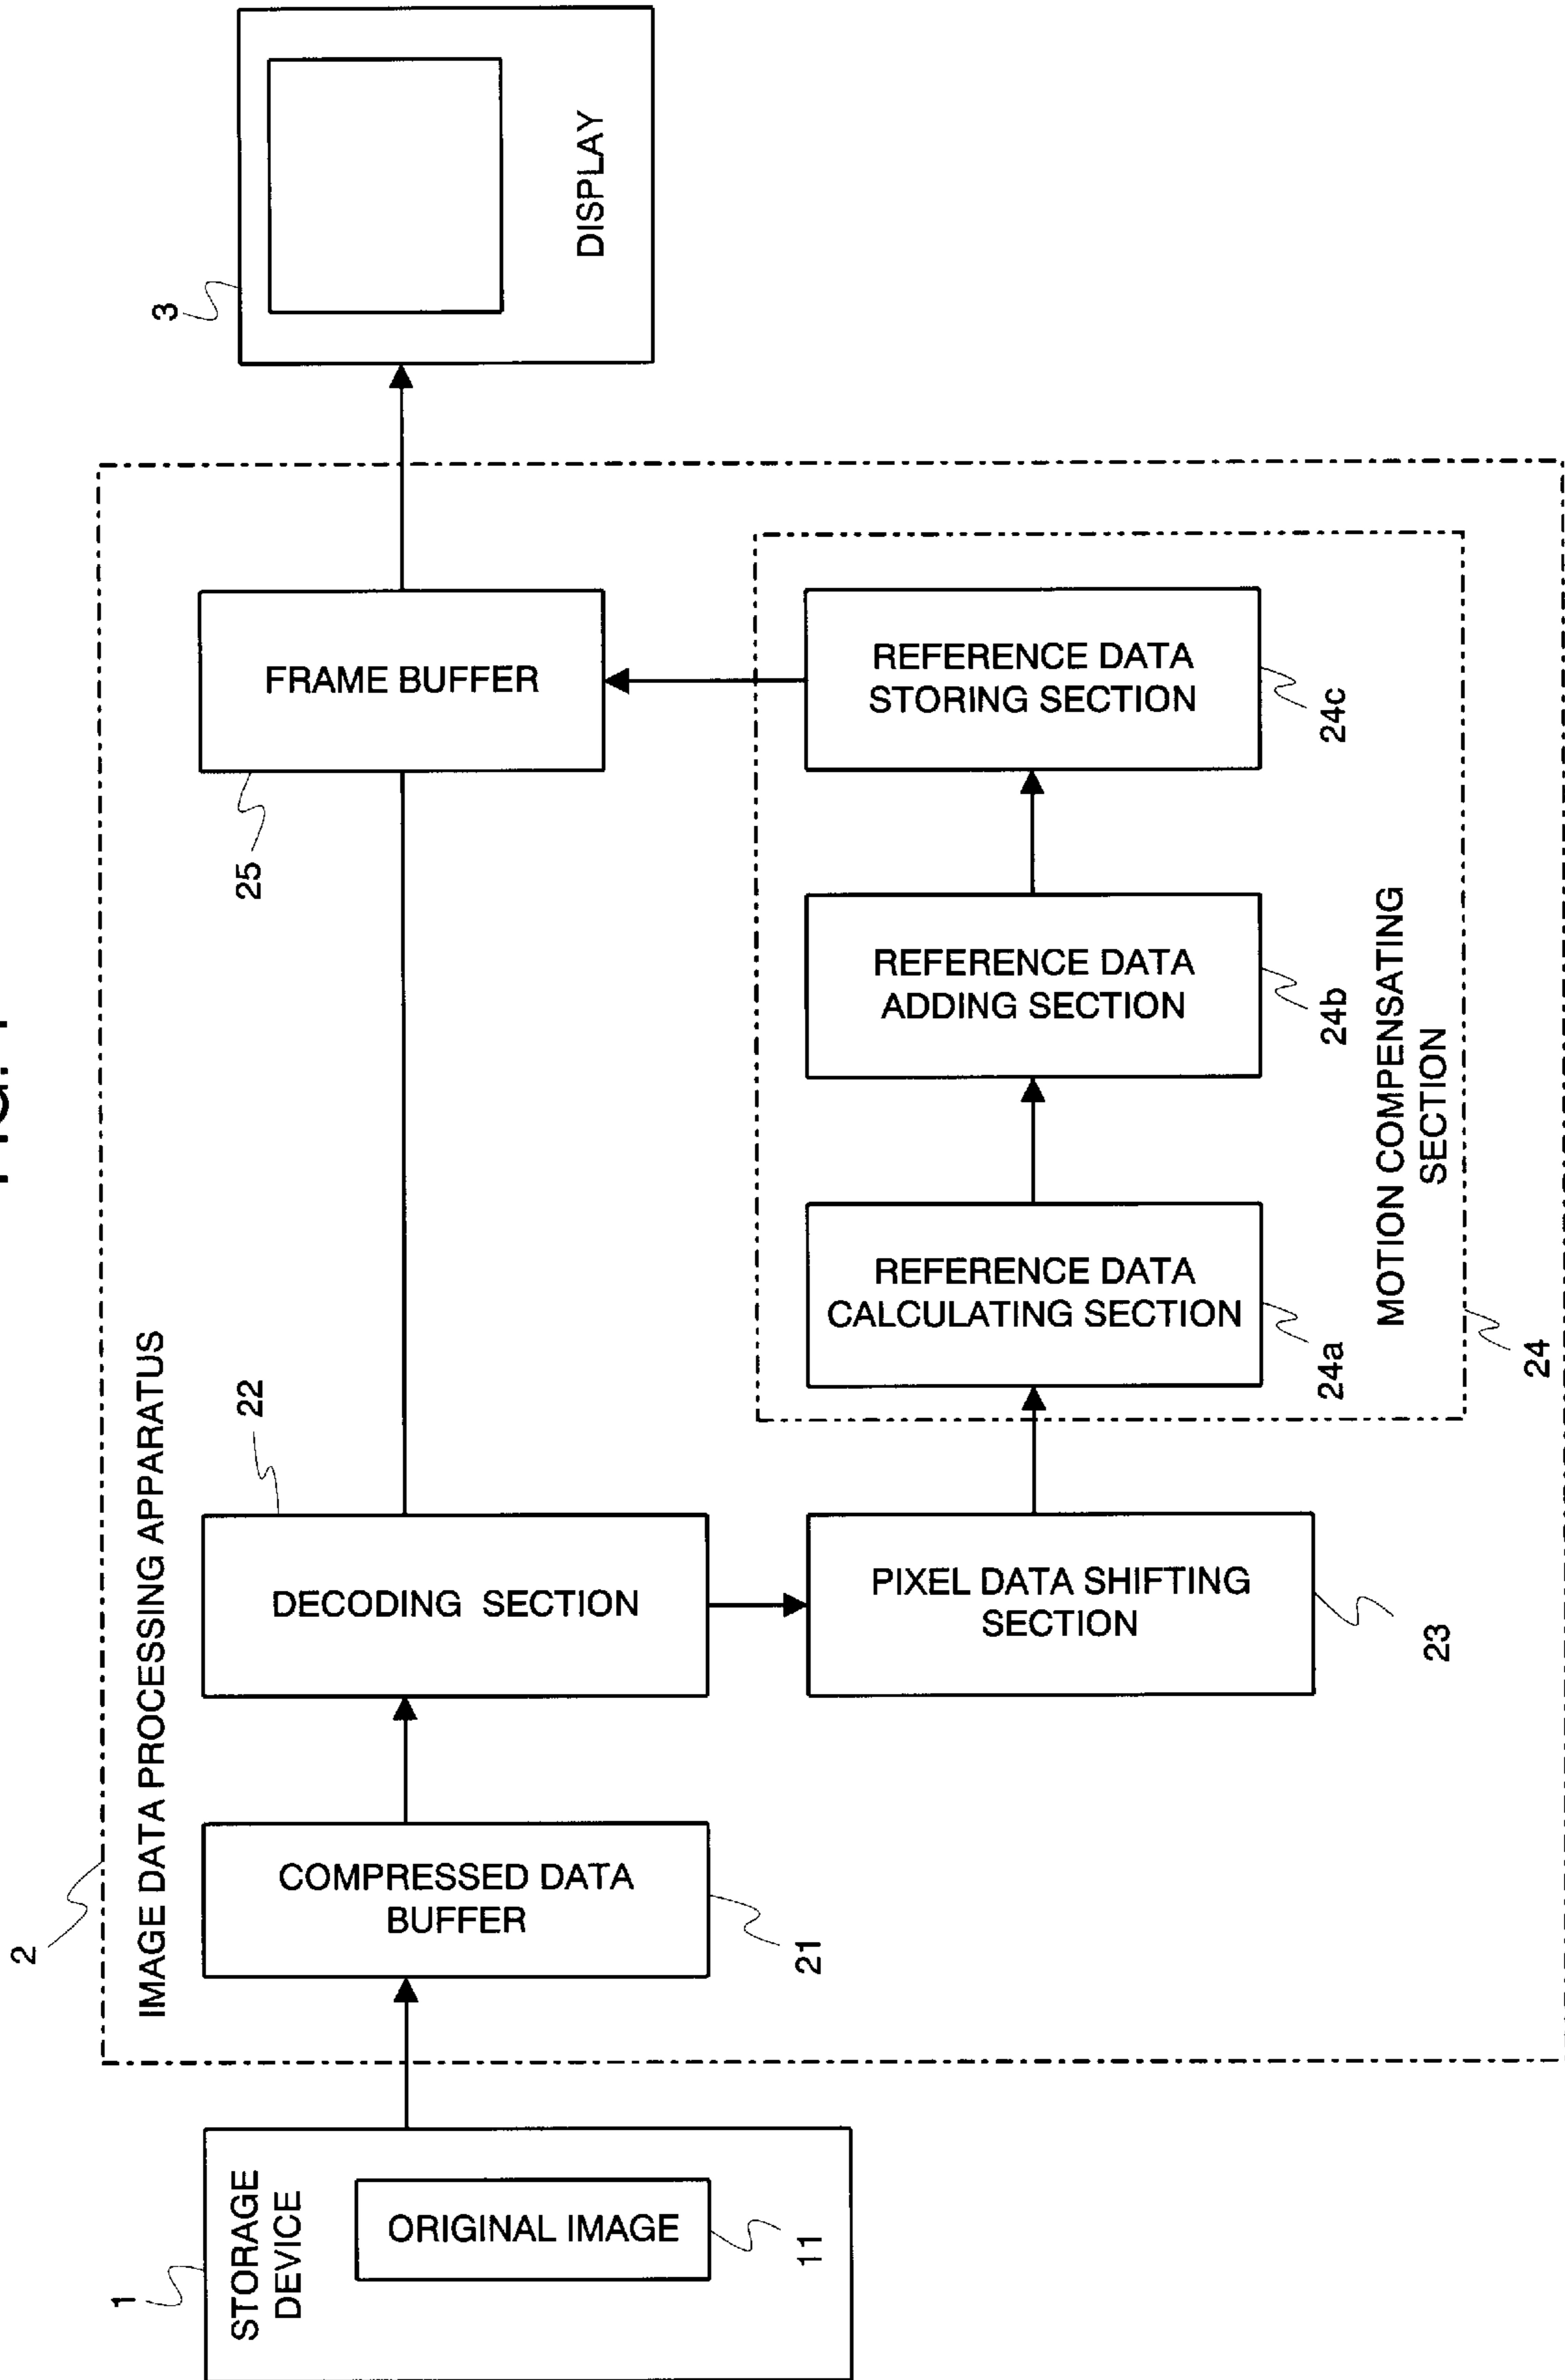 FIG.
2
IMAGE DATA PROCESSING APPARATUS
1
STORAGE
DEVICE
ORIGINAL IMAGE
11
COMPRESSED DATA
BUFFER
21
22
DECODING SECTION
25
FRAME BUFFER
3
DISPLAY
PIXEL DATA SHIFTING
SECTION
23
REFERENCE DATA
CALCULATING SECTION
24a
REFERENCE DATA
ADDING SECTION
24b
REFERENCE DATA
STORING SECTION
24c
MOTION COMPENSATING
SECTION
24